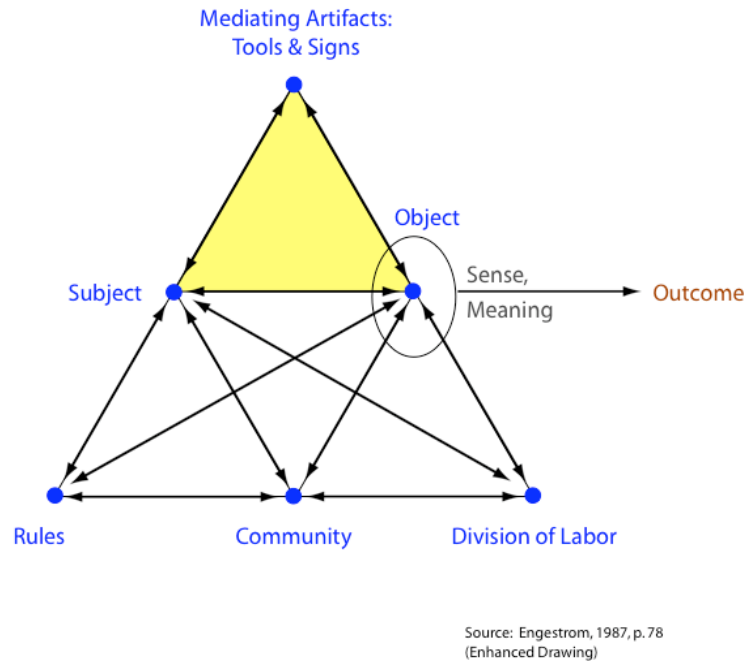 Mediating Artifacts:
Tools & Signs
Object
Subject
Sense,
Meaning
Outcome
Rules
Community
Division of Labor
Source: Engestrom, 1987, p. 78
(Enhanced Drawing)